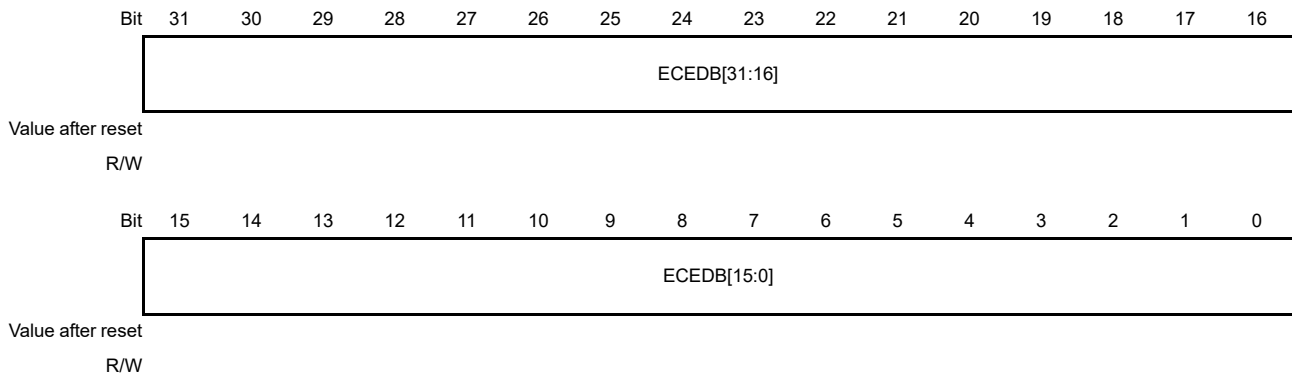 Bit 31 30 29 28 27 26 25 24 23 22 21 20 19 18 17 16
ECEDB[31:16]
Value after reset
R/W
Bit 15 14 13 12 11 10 9 8 7 6 5 4 3 2 1 0
ECEDB[15:0]
Value after reset
R/W